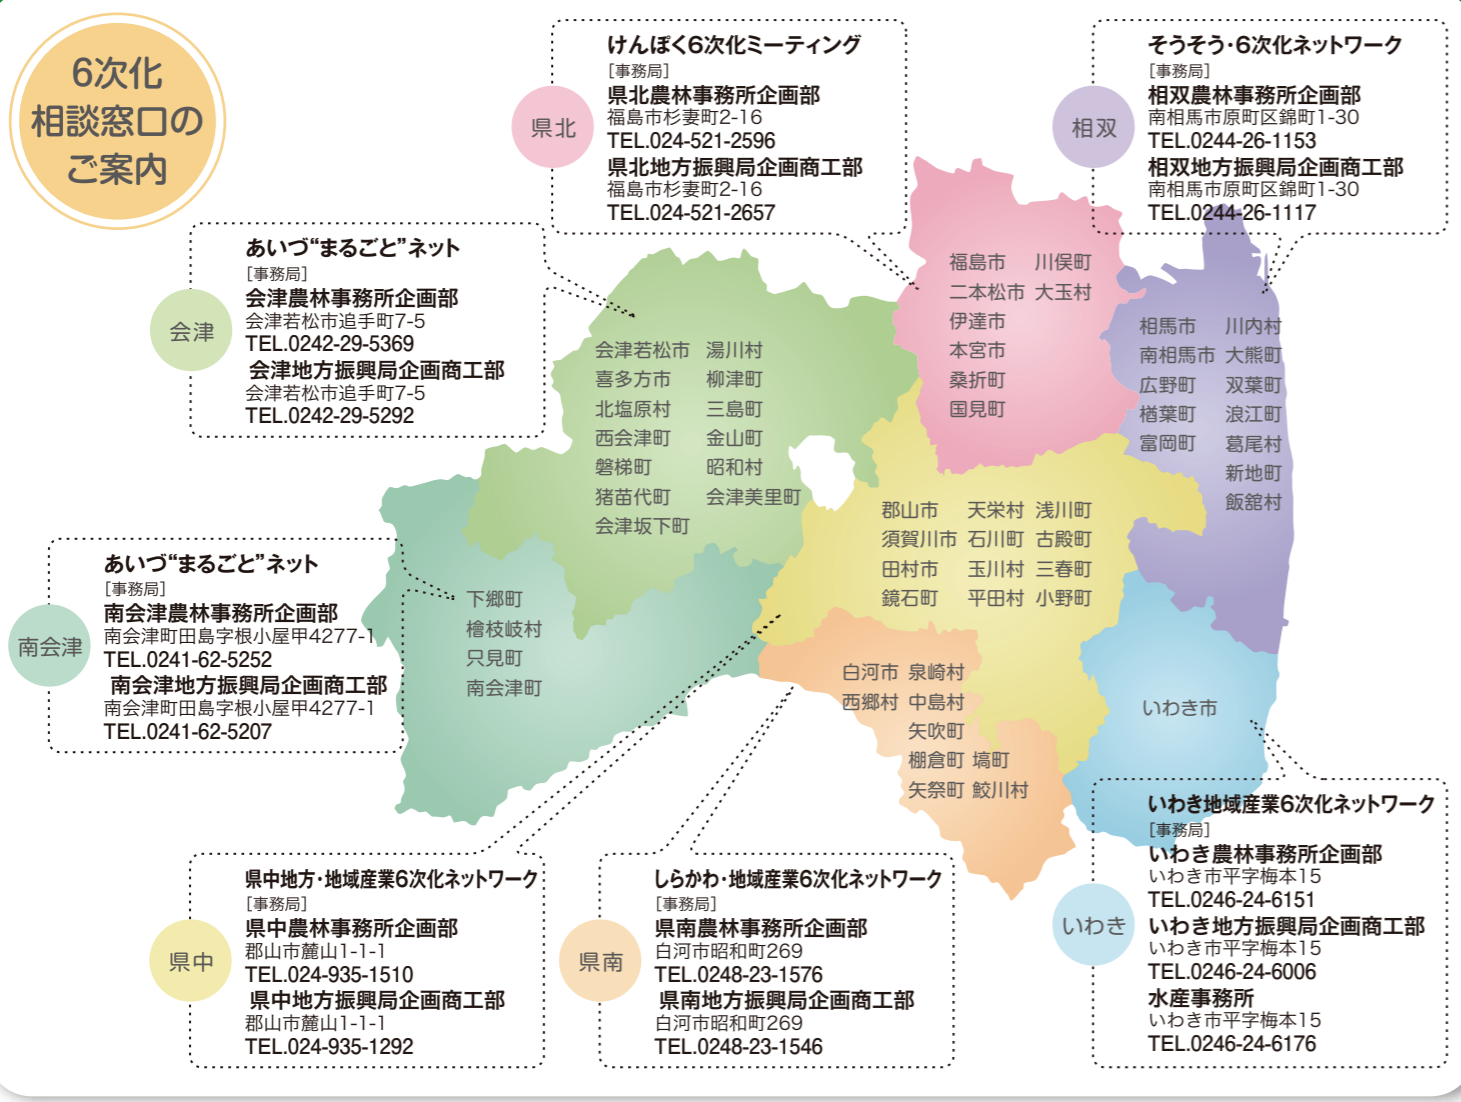 6次化
相談窓口の
ご案内
県北
けんぽく6次化ミーティング
［事務局］
県北農林事務所企画部
福島市杉妻町2-16
TEL.024-521-2596
県北地方振興局企画商工部
福島市杉妻町2-16
TEL.024-521-2657
相双
そうそう・6次化ネットワーク
［事務局］
相双農林事務所企画部
南相馬市原町区錦町1-30
TEL.0244-26-1153
相双地方振興局企画商工部
南相馬市原町区錦町1-30
TEL.0244-26-1117
会津
あいづ“まるごと”ネット
［事務局］
会津農林事務所企画部
会津若松市追手町7-5
TEL.0242-29-5369
会津地方振興局企画商工部
会津若松市追手町7-5
TEL.0242-29-5292
福島市 川俣町
二本松市 大玉村
伊達市
本宮市
桑折町
国見町
相馬市 川内村
南相馬市 大熊町
広野町 双葉町
楢葉町 浪江町
富岡町 葛尾村
新地町
飯舘村
会津若松市 湯川村
喜多方市 柳津町
北塩原村 三島町
西会津町 金山町
磐梯町 昭和村
猪苗代町 会津美里町
会津坂下町
郡山市 天栄村 浅川町
須賀川市 石川町 古殿町
田村市 玉川村 三春町
鏡石町 平田村 小野町
南会津
あいづ“まるごと”ネット
［事務局］
南会津農林事務所企画部
南会津町田島字根小屋甲4277-1
TEL.0241-62-5252
南会津地方振興局企画商工部
南会津町田島字根小屋甲4277-1
TEL.0241-62-5207
下郷町
檜枝岐村
只見町
南会津町
白河市 泉崎村
西郷村 中島村
矢吹町
棚倉町 塙町
矢祭町 鮫川村
いわき市
県中
県中地方・地域産業6次化ネットワーク
［事務局］
県中農林事務所企画部
郡山市麓山1-1-1
TEL.024-935-1510
県中地方振興局企画商工部
郡山市麓山1-1-1
TEL.024-935-1292
県南
しらかわ・地域産業6次化ネットワーク
［事務局］
県南農林事務所企画部
白河市昭和町269
TEL.0248-23-1576
県南地方振興局企画商工部
白河市昭和町269
TEL.0248-23-1546
いわき
いわき地域産業6次化ネットワーク
［事務局］
いわき農林事務所企画部
いわき市平字梅本15
TEL.0246-24-6151
いわき地方振興局企画商工部
いわき市平字梅本15
TEL.0246-24-6006
水産事務所
いわき市平字梅本15
TEL.0246-24-6176